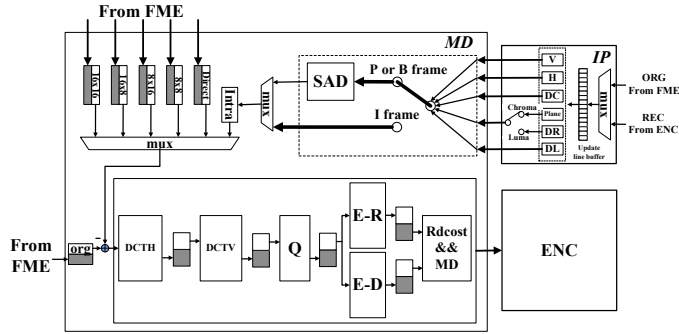 From FME
MD
IP
16x16
16x8
8x16
8x8
Direct
Intra
mux
SAD
P or B frame
I frame
V
H
DC
Plane
DR
DL
Chroma
Luma
Update
line buffer
mux
ORG
From FME
REC
From ENC
mux
From
FME
org
-
DCTH
DCTV
Q
E-R
E-D
Rdcost
&&
MD
ENC